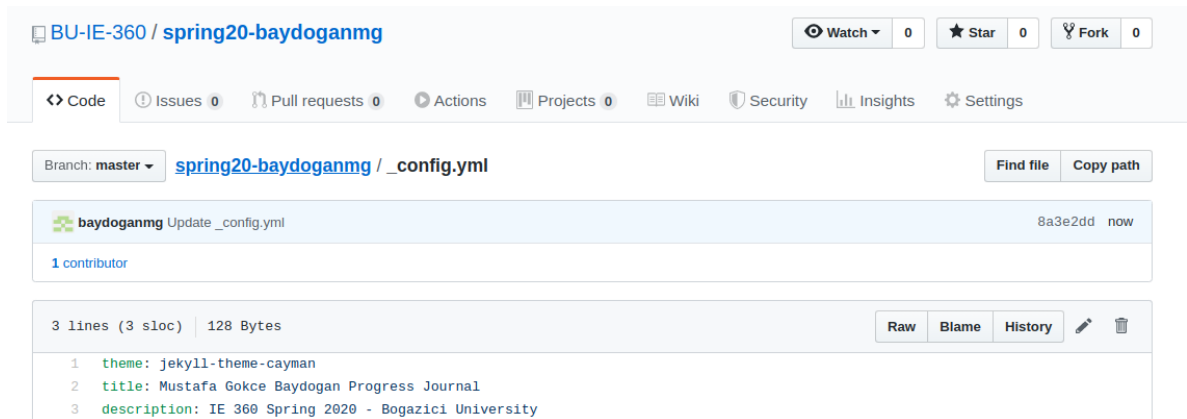 BU-IE-360 / spring20-baydoganmg
Watch 0 Star 0 Fork 0
Code Issues 0 Pull requests 0 Actions Projects 0 Wiki Security Insights Settings
Branch: master spring20-baydoganmg / _config.yml Find file Copy path
baydoganmg Update _config.yml 8a3e2dd now
1 contributor
3 lines (3 sloc) 128 Bytes Raw Blame History
1 theme: jekyll-theme-cayman
2 title: Mustafa Gokce Baydogan Progress Journal
3 description: IE 360 Spring 2020 - Bogazici University